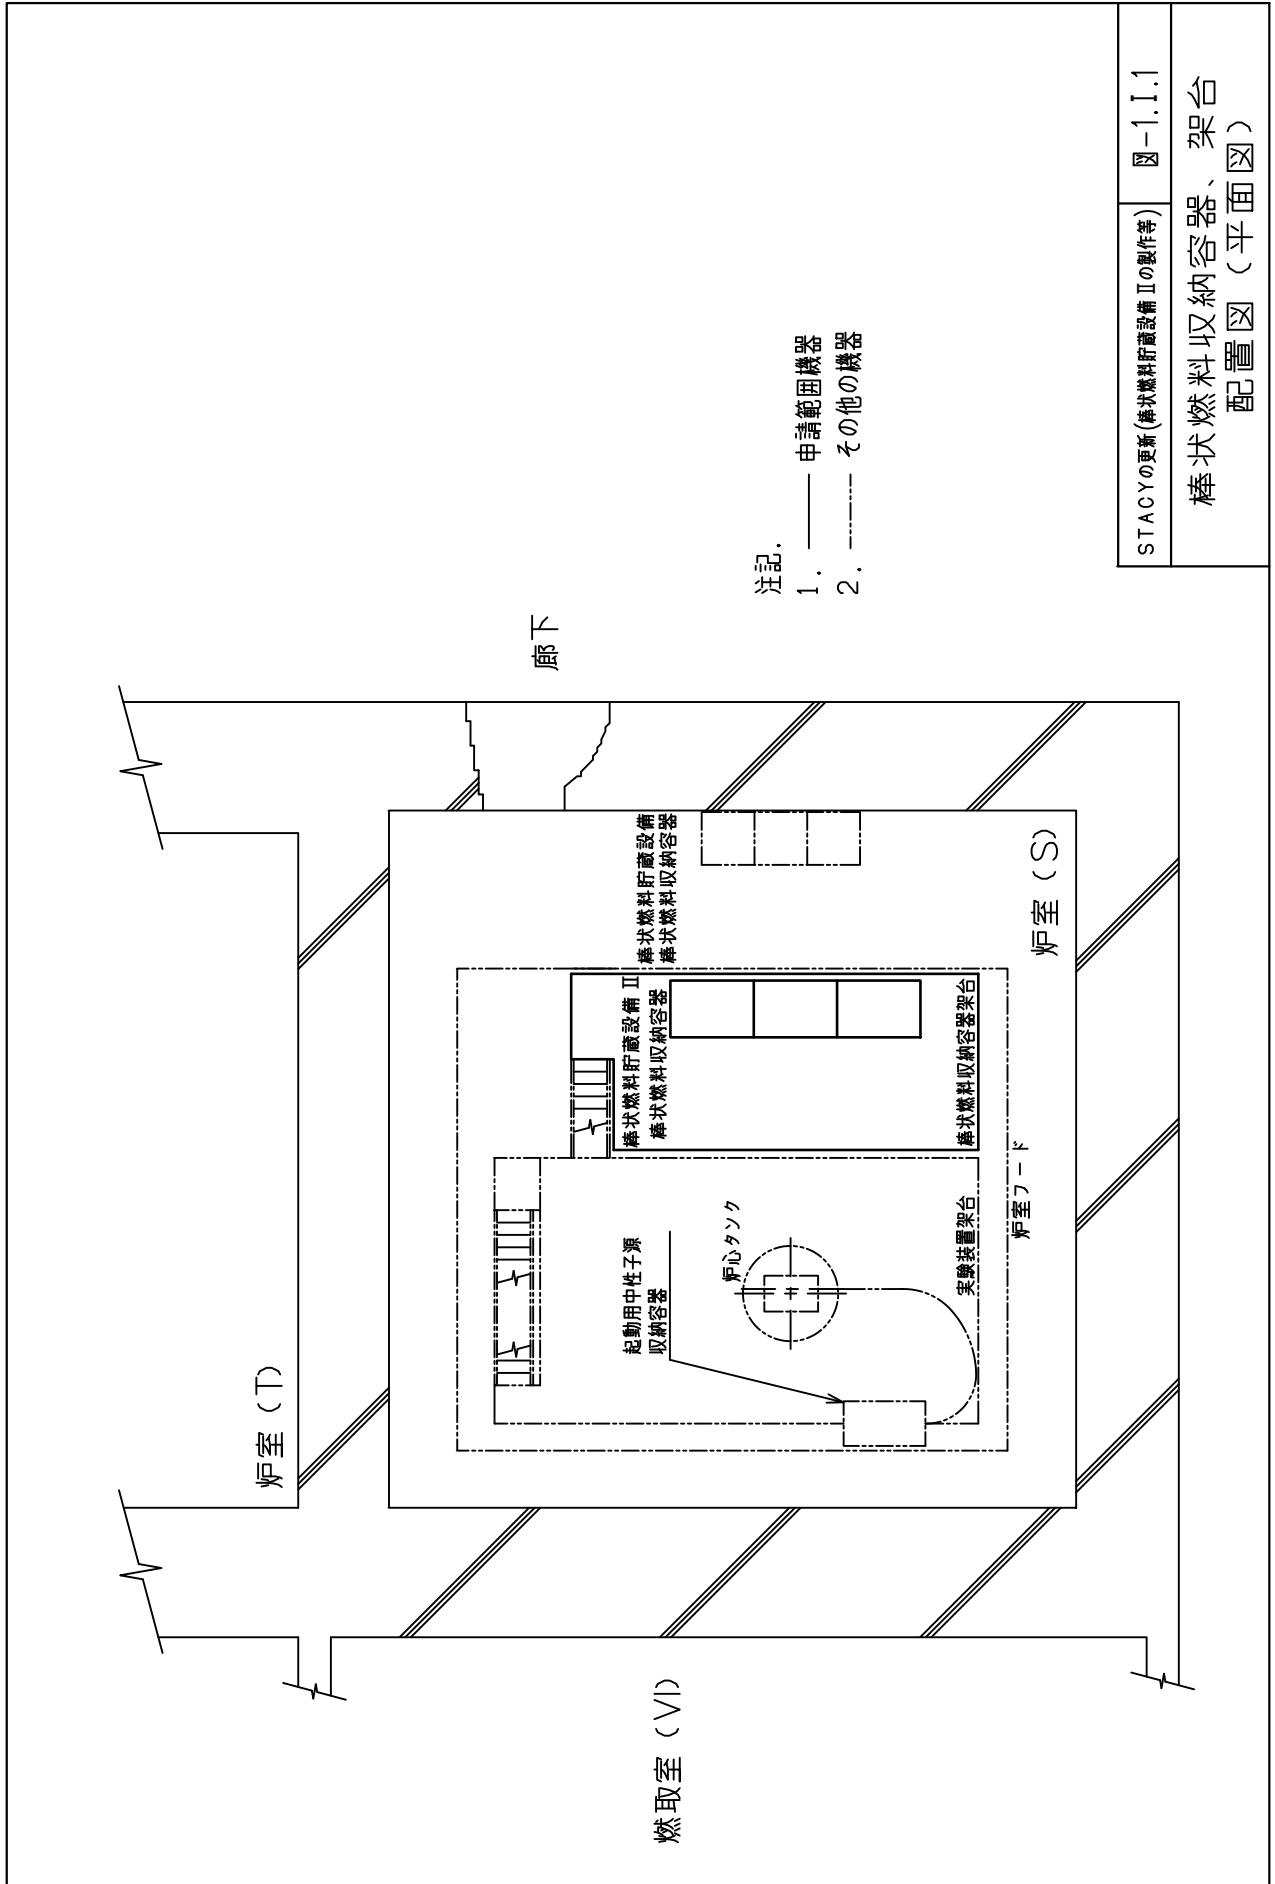 炉室(T)
廊下
棒状燃料貯蔵設備
棒状燃料収納容器
棒状燃料貯蔵設備Ⅱ
棒状燃料収納容器
起動用中性子源
収納容器
炉心タンク
棒状燃料収納容器架台
実験装置架台
炉室フード
炉室(S)
燃取室(Ⅵ)
注記.
1. 申請範囲機器
2. その他の機器
STACYの更新(棒状燃料貯蔵設備Ⅱの製作等)
図-1.I.1
棒状燃料収納容器、架台
配置図(平面図)